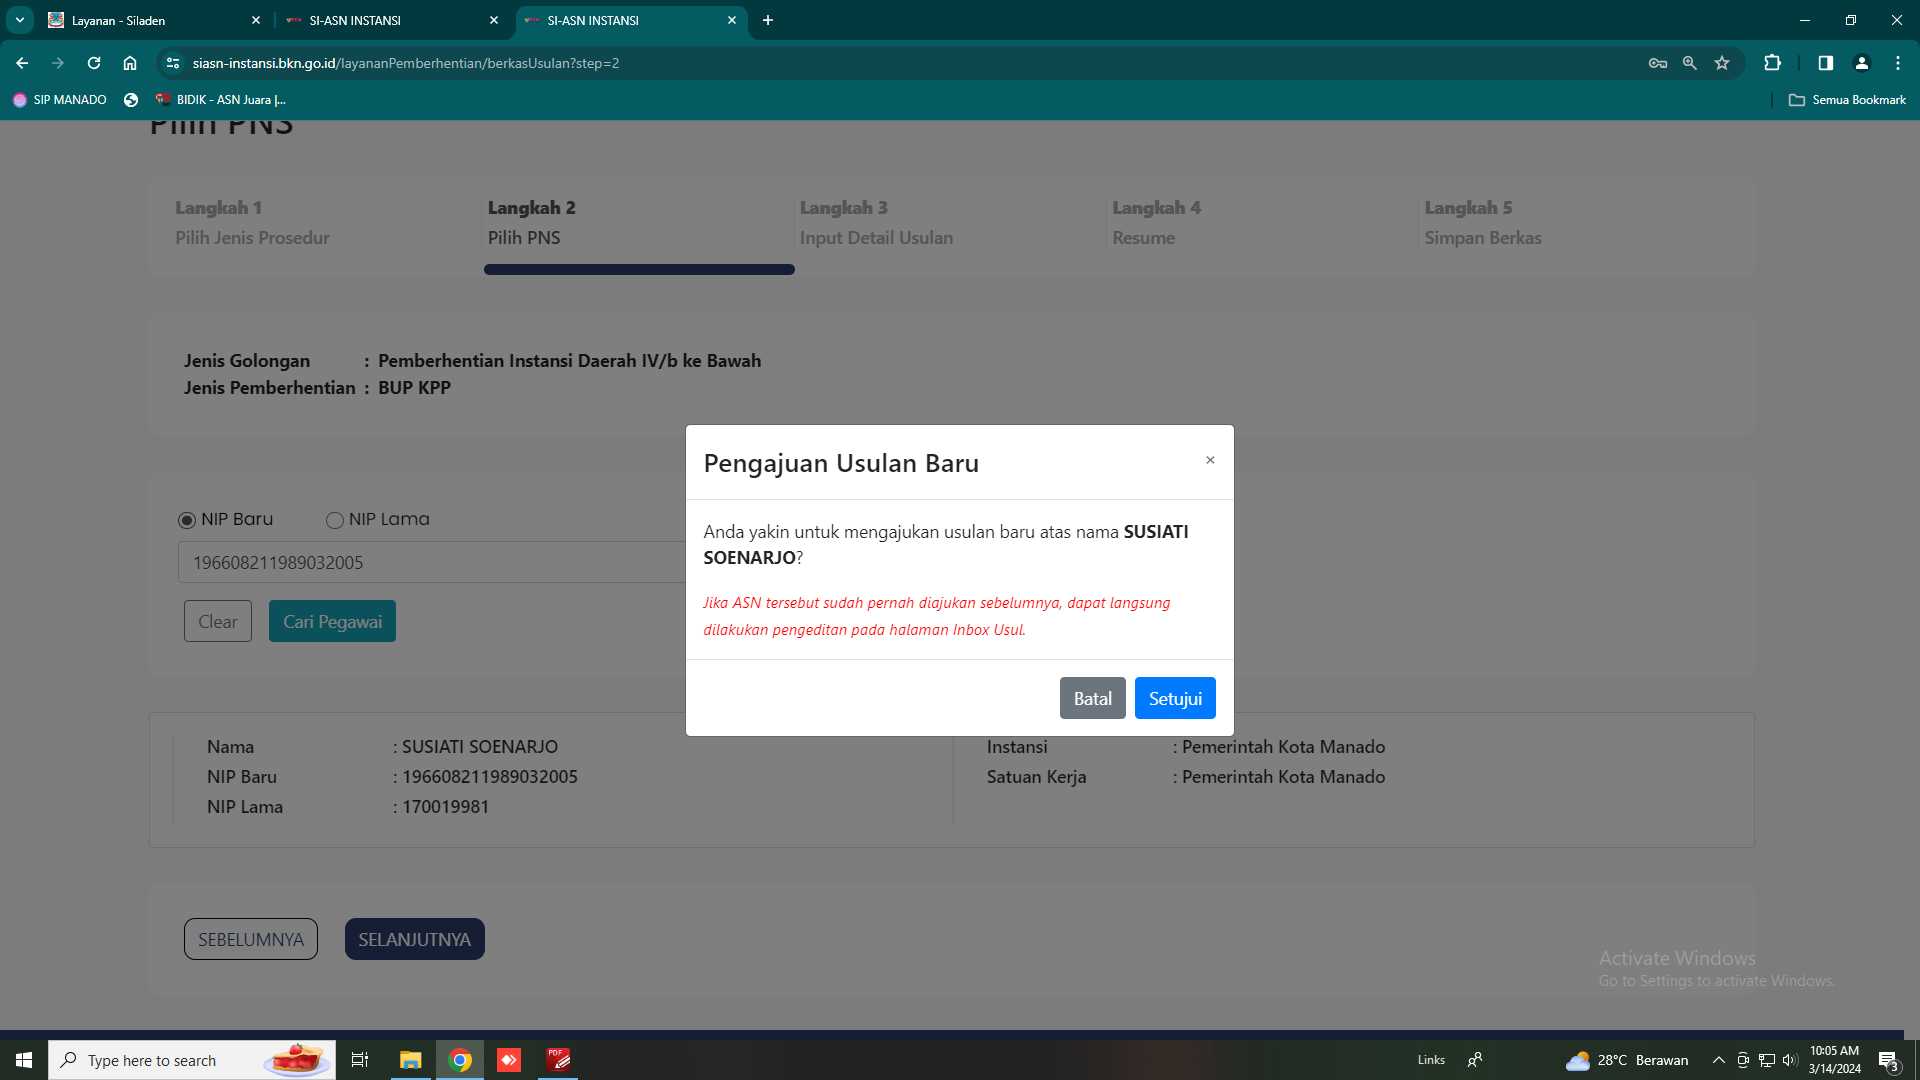 Layanan - Siladen
SI-ASN INSTANSI
SI-ASN INSTANSI
siasn-instansi.bkn.go.id/layananPemberhentian/berkasUsulan?step=2
SIP MANADO
BIDIK - ASN Juara |...
Semua Bookmark
Pilih PNS
Langkah 1
Pilih Jenis Prosedur
Langkah 2
Pilih PNS
Langkah 3
Input Detail Usulan
Langkah 4
Resume
Langkah 5
Simpan Berkas
Jenis Golongan : Pemberhentian Instansi Daerah IV/b ke Bawah
Jenis Pemberhentian : BUP KPP
NIP Baru NIP Lama
196608211989032005
Clear Cari Pegawai
Pengajuan Usulan Baru
×
Anda yakin untuk mengajukan usulan baru atas nama SUSIATI
SOENARJO?
Jika ASN tersebut sudah pernah diajukan sebelumnya, dapat langsung
dilakukan pengeditan pada halaman Inbox Usul.
Batal Setujui
Nama : SUSIATI SOENARJO
NIP Baru : 196608211989032005
NIP Lama : 170019981
Instansi : Pemerintah Kota Manado
Satuan Kerja : Pemerintah Kota Manado
SEBELUMNYA SELANJUTNYA
Activate Windows
Go to Settings to activate Windows.
Type here to search
PDF
Links
28°C Berawan
10:05 AM
3/14/2024
3